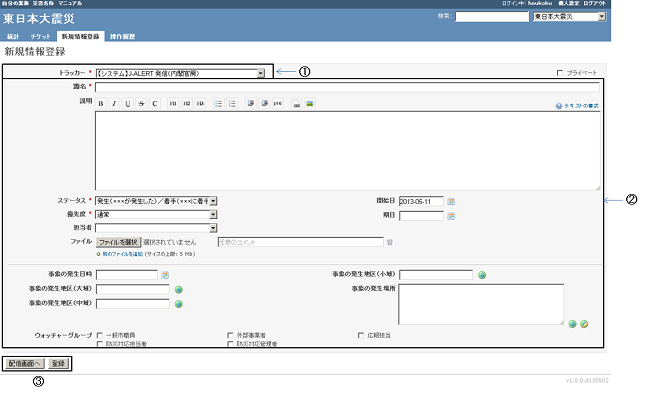 自分の業務 災害名称 マニュアル ログイン中: houkoku 個人設定 ログアウト
東日本大震災 検索: 東日本大震災
統計 チケット 新規情報登録 操作履歴
新規情報登録
トラッカー * 【システム】J-ALERT 発信(内閣官房) ① プライベート
題名 *
説明 B I U S C H1 H2 H3 pre テキストの書式
ステータス * 発生(×××が発生した)／着手(×××に着手 開始日 2013-05-11 ②
優先度 * 通常 期日
担当者
ファイル ファイルを選択 選択されていません 任意のコメント
別のファイルを追加 (サイズの上限: 5 MB)
事象の発生日時 事象の発生地区(小域)
事象の発生地区(大域) 事象の発生場所
事象の発生地区(中域)
ウォッチャーグループ 一般市職員 外部事業者 広報担当
防災対応担当者 防災対応管理者
配信画面へ 登録
③
v1.0.0.d130502